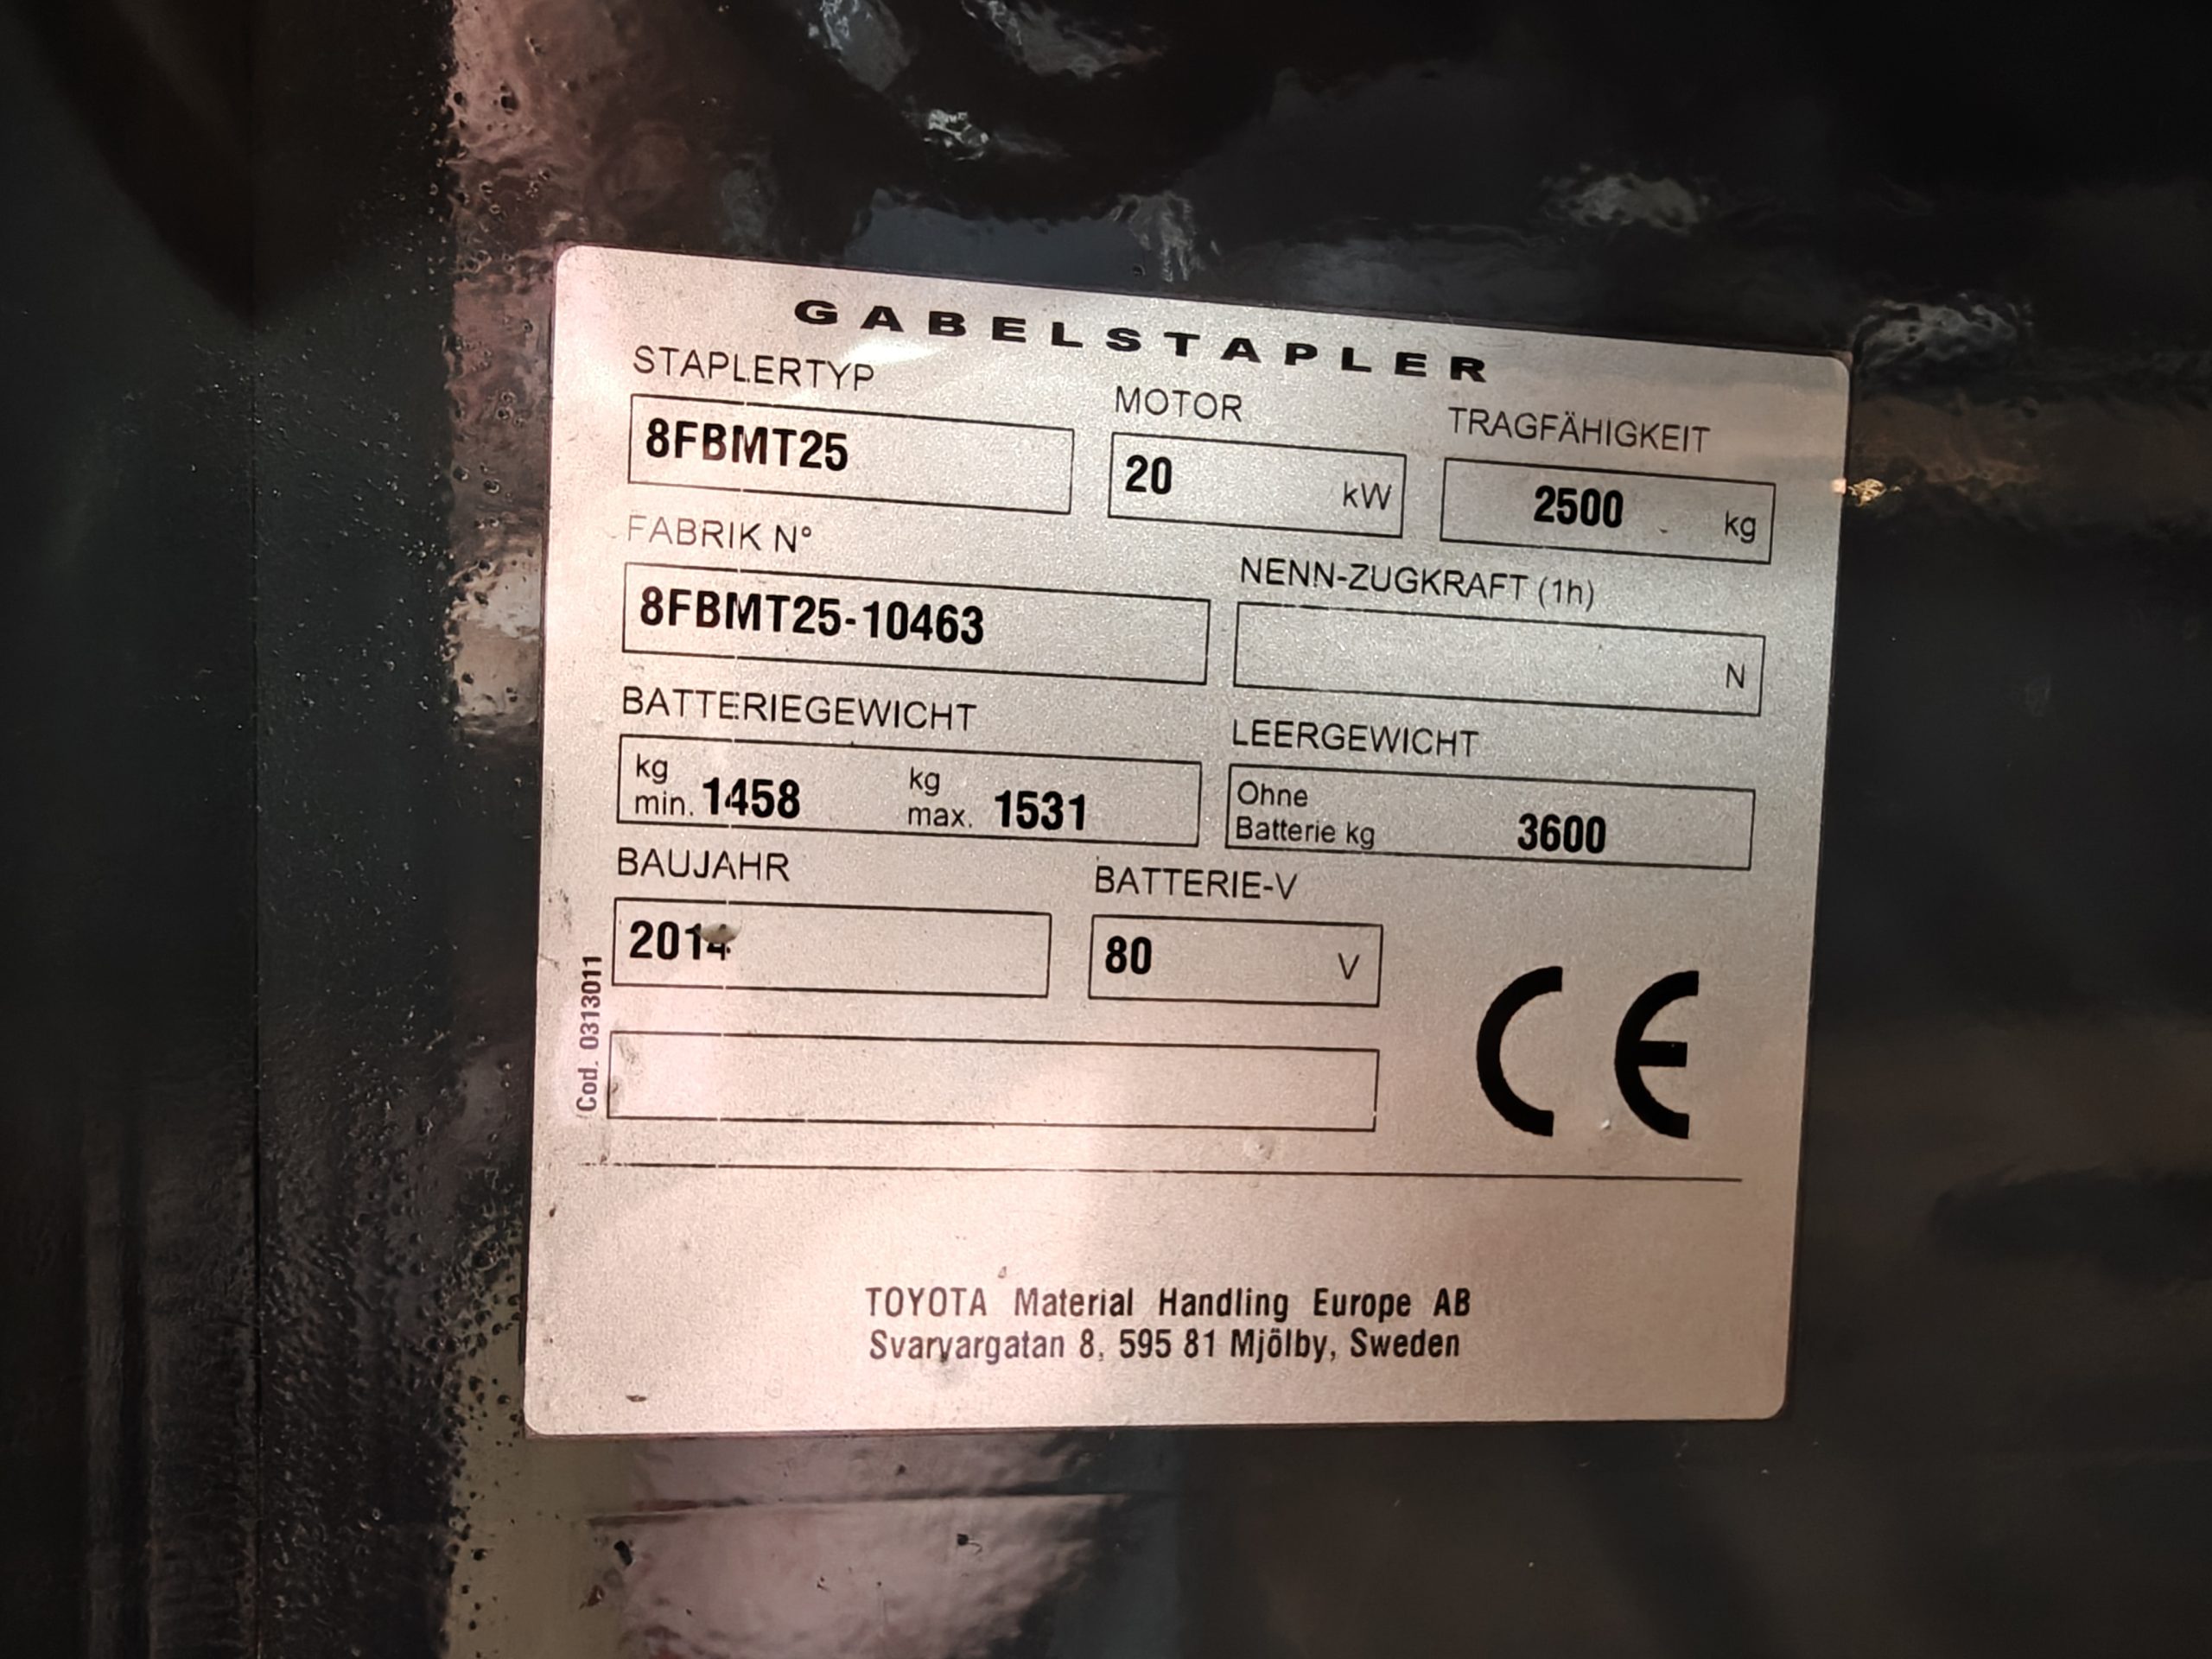 GABELSTAPLER
STAPLERTYP MOTOR TRAGFÄHIGKEIT
8FBMT25 20 kW 2500 kg
FABRIK N° NENN-ZUGKRAFT (1h)
8FBMT25-10463 N
BATTERIEGEWICHT LEERGEWICHT
kg min. 1458 kg max. 1531 Ohne Batterie kg 3600
BAUJAHR BATTERIE-V
2014 80 V
CE
Cod. 0313011
TOYOTA Material Handling Europe AB
Svarvargatan 8, 595 81 Mjölby, Sweden